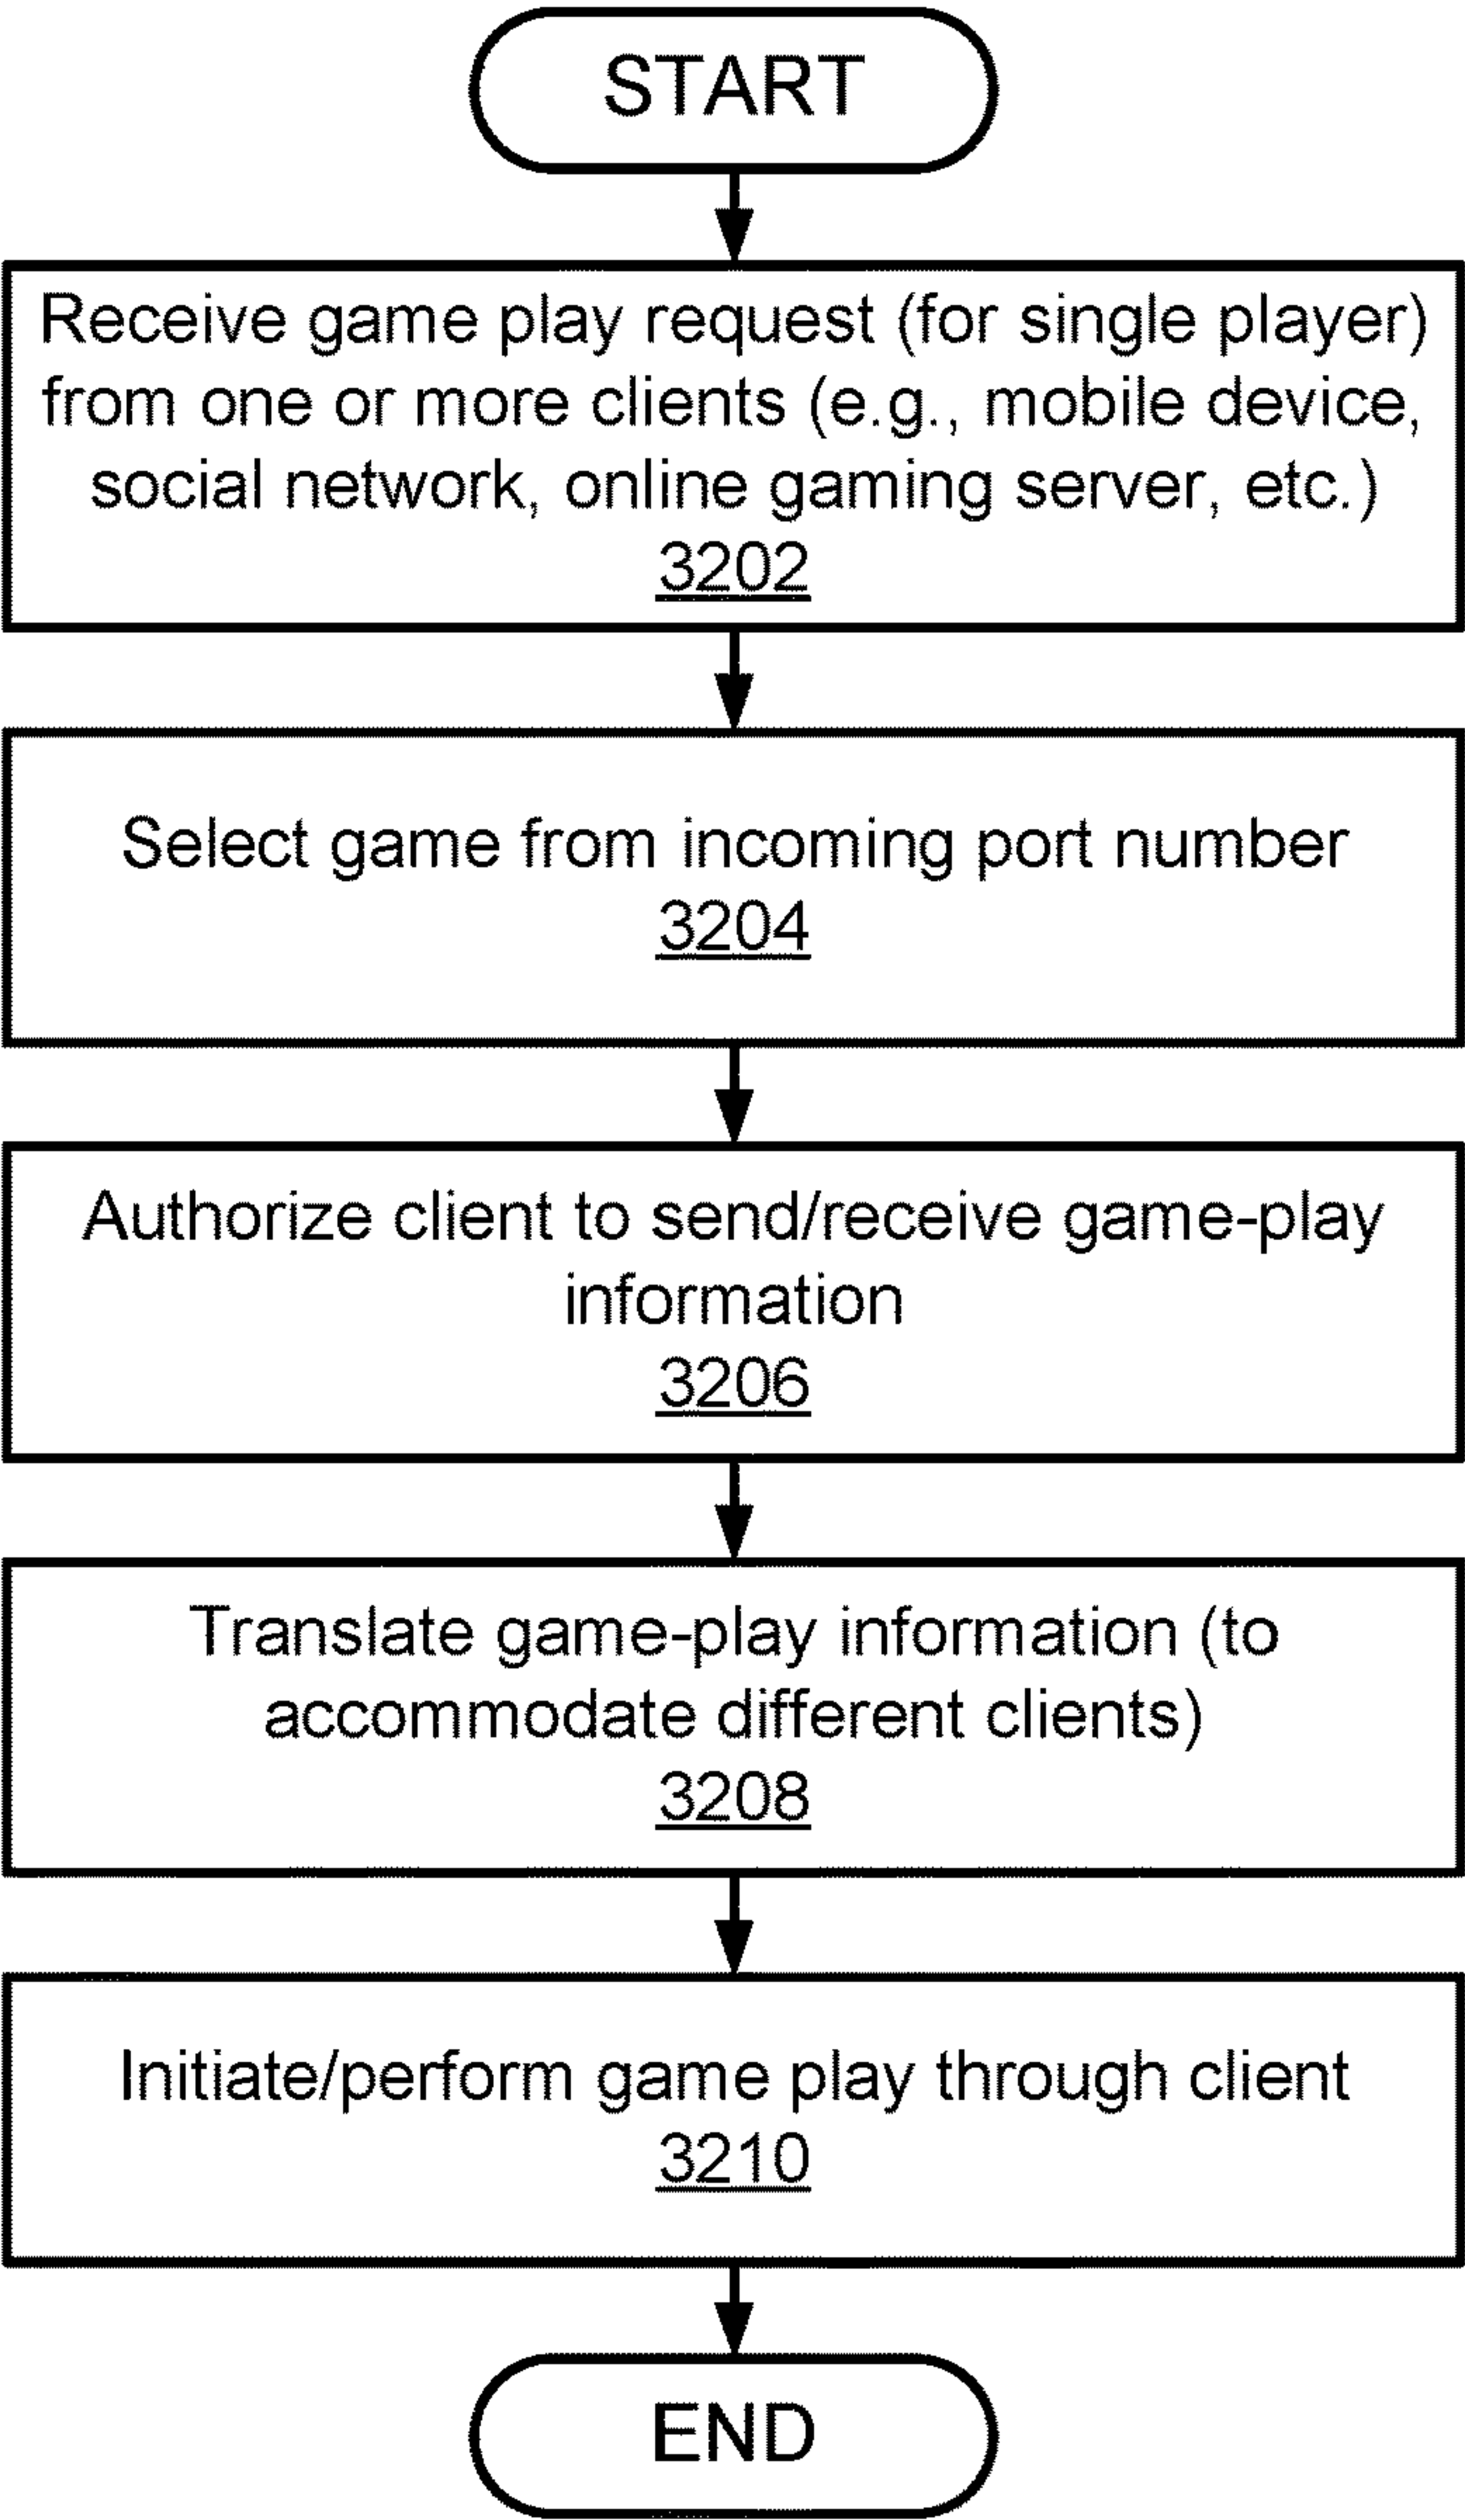 START
Receive game play request (for single player)
from one or more clients (e.g., mobile device,
social network, online gaming server, etc.)
3202
Select game from incoming port number
3204
Authorize client to send/receive game-play
information
3206
Translate game-play information (to
accommodate different clients)
3208
Initiate/perform game play through client
3210
END